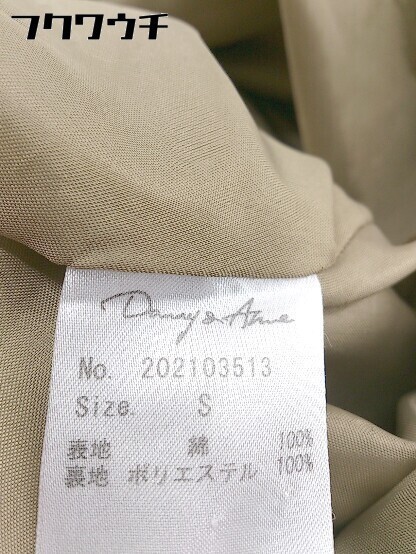 フクワウチ
Danny & Anne
No. 202103513
Size. S
表地 綿 100%
裏地 ポリエステル 100%